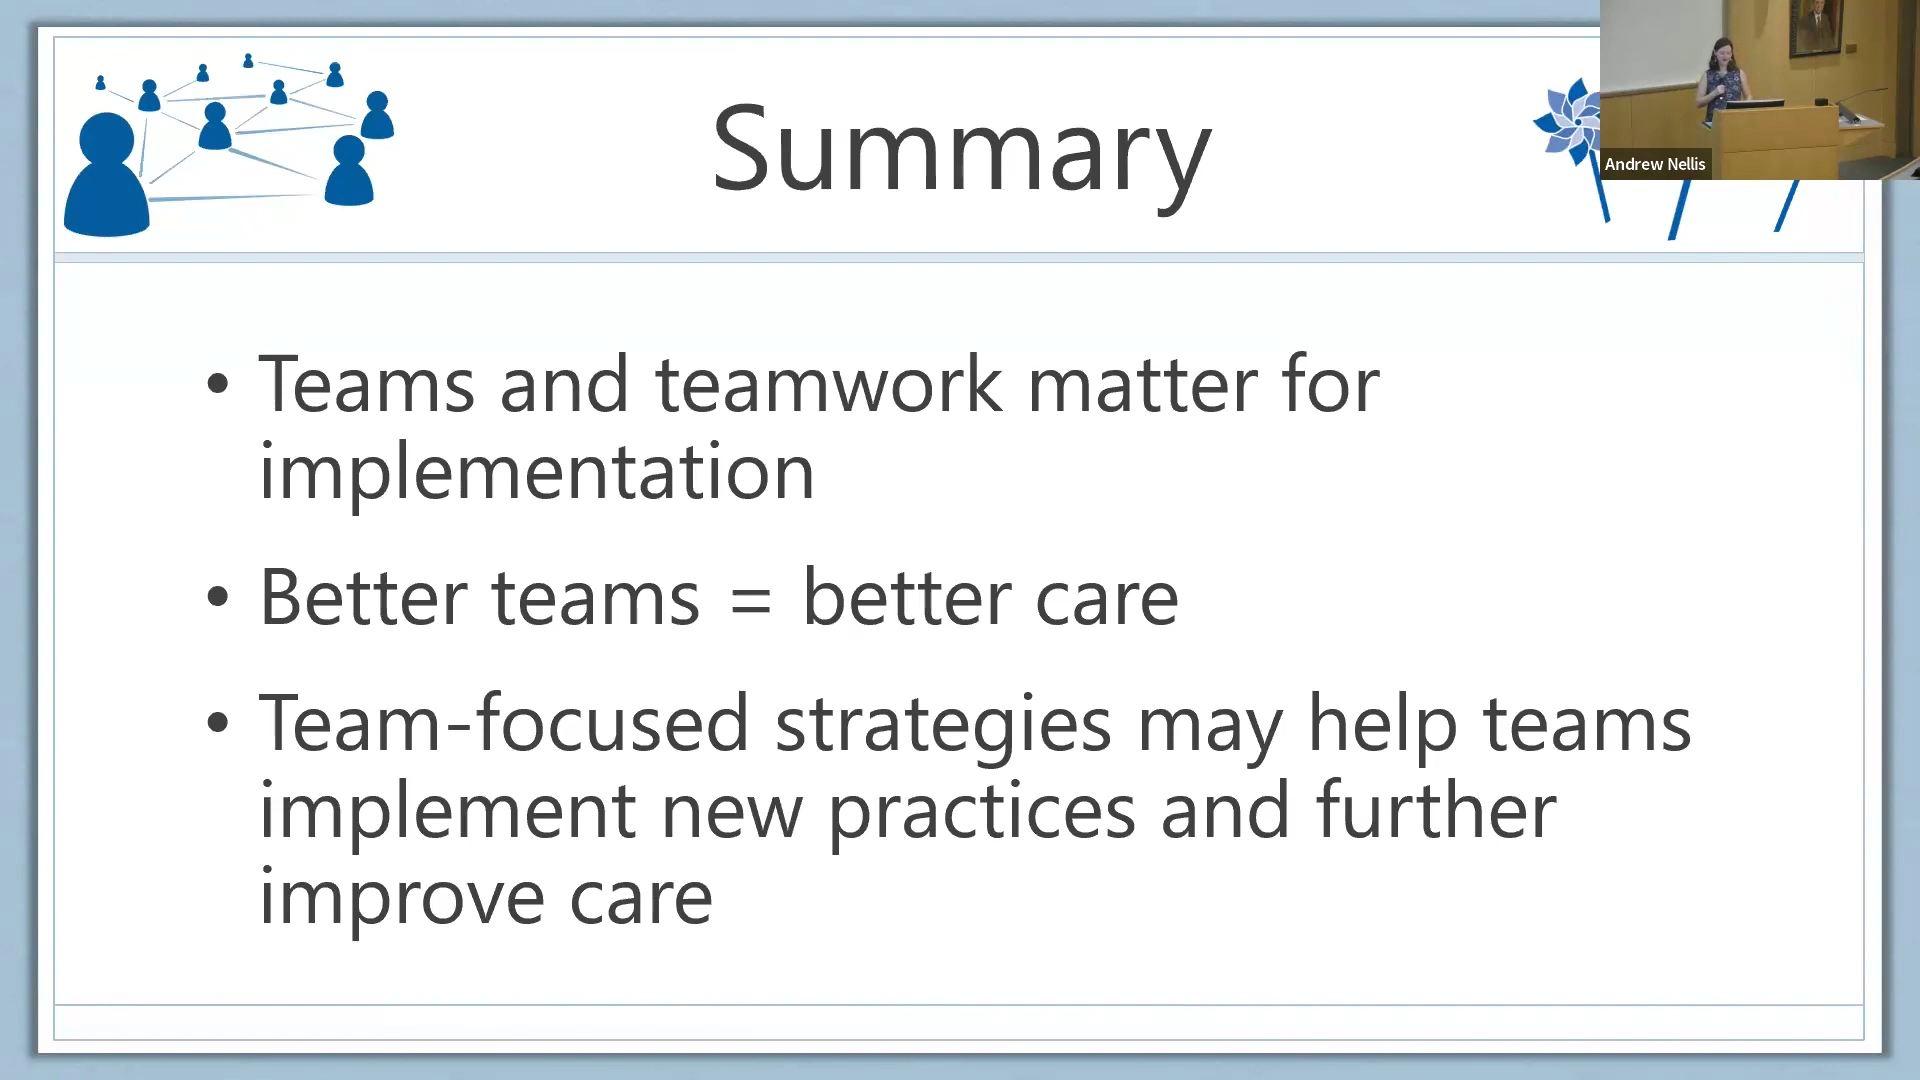 Summary
Andrew Nellis
• Teams and teamwork matter for
implementation
• Better teams = better care
• Team-focused strategies may help teams
implement new practices and further
improve care